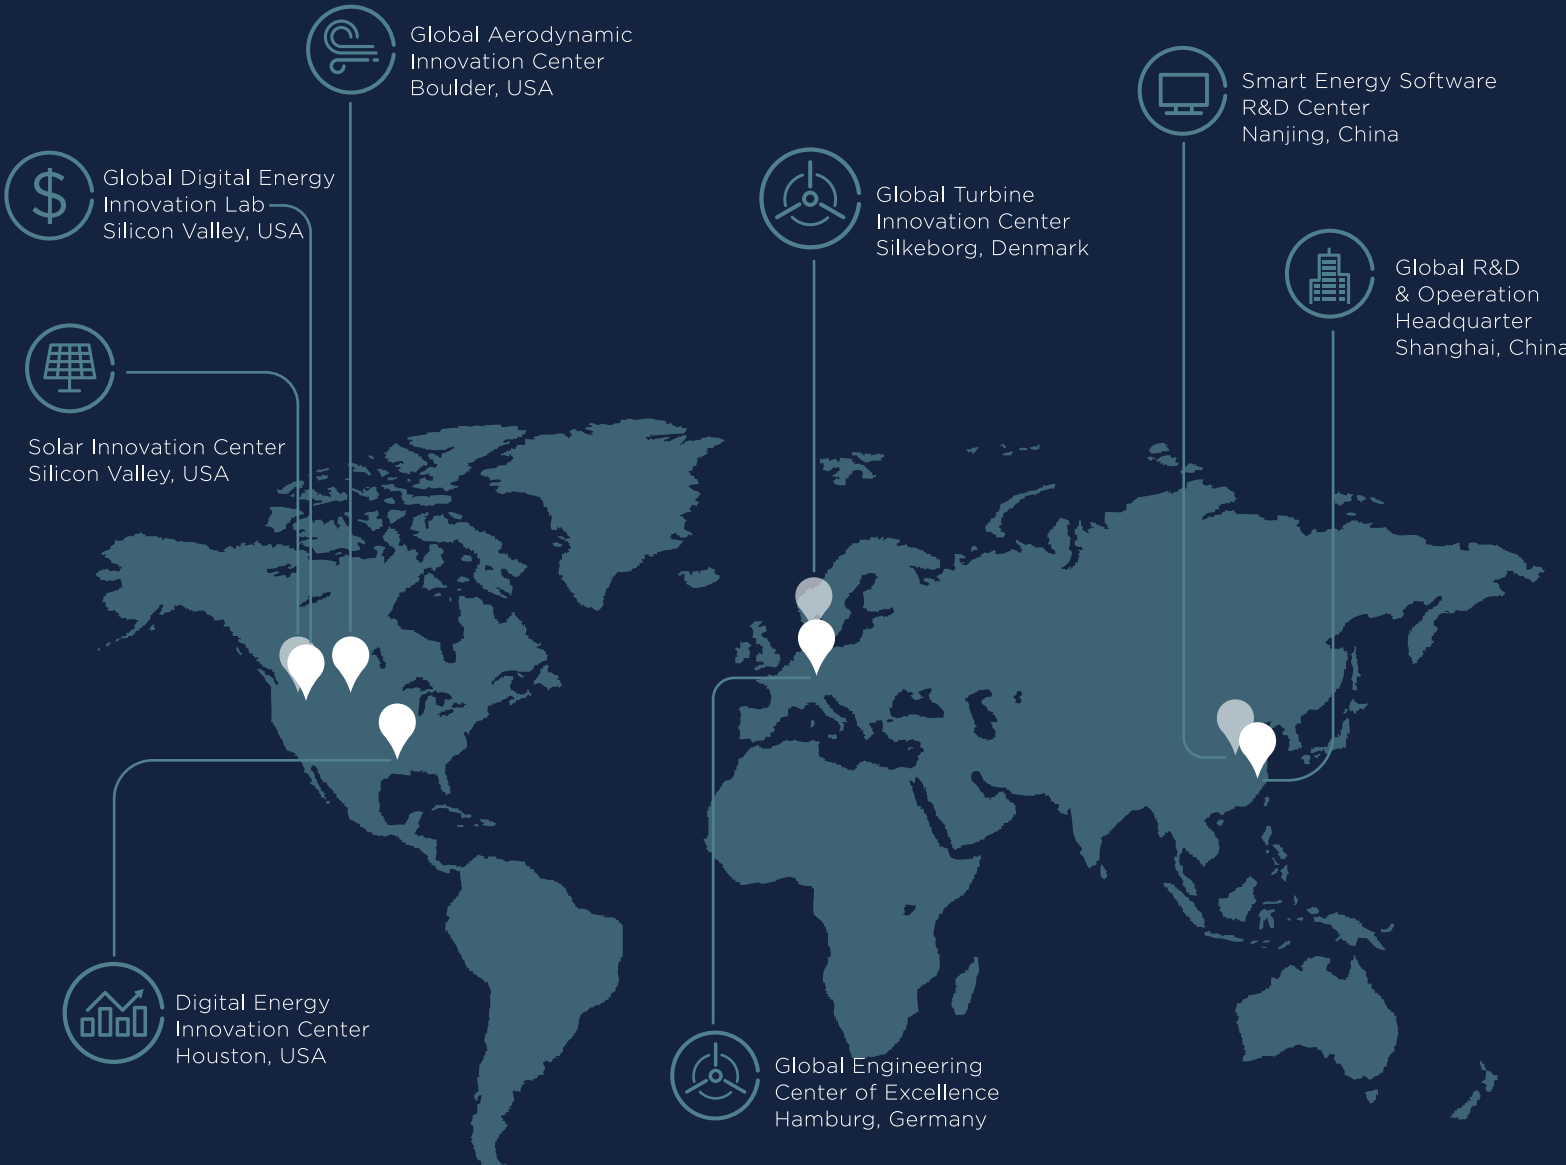 Global Aerodynamic
Innovation Center
Boulder, USA
Smart Energy Software
R&D Center
Nanjing, China
Global Digital Energy
Innovation Lab
Silicon Valley, USA
Global Turbine
Innovation Center
Silkeborg, Denmark
Global R&D
& Opeeration
Headquarter
Shanghai, China
Solar Innovation Center
Silicon Valley, USA
Digital Energy
Innovation Center
Houston, USA
Global Engineering
Center of Excellence
Hamburg, Germany